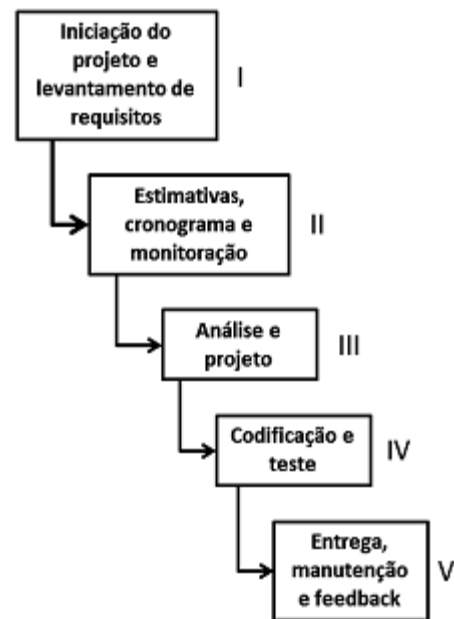 Iniciação do
projeto e
levantamento de
requisitos
I
Estimativas,
cronograma e
monitoração
II
Análise e
projeto
III
Codificação e
teste
IV
Entrega,
manutenção
e feedback
V